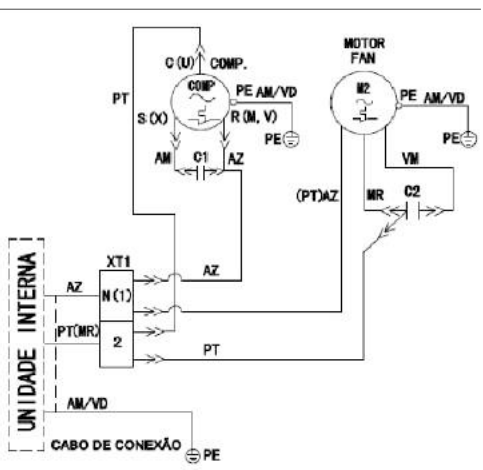 MOTOR
FAN
C(U) COMP.
PT
COMP
M2
PE AM/VD
PE AM/VD
S(X)
R(M, V)
PE
PE
AM
C1
AZ
VM
(PT)AZ
MR
C2
XT1
AZ
AZ
N(1)
PT(MR)
2
PT
UNIDADE INTERNA
AM/VD
CABO DE CONEXÃO
PE